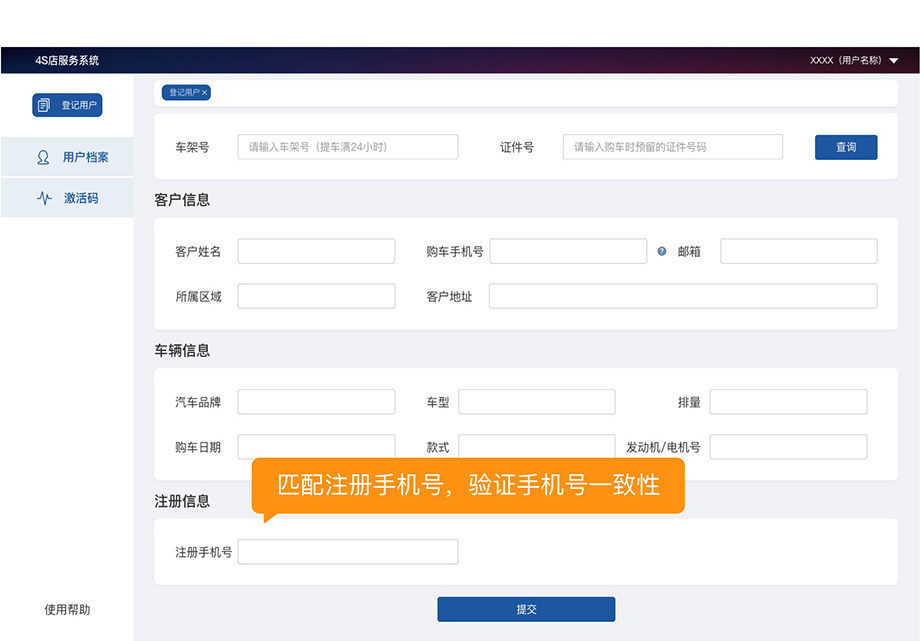 4S店服务系统
XXXX（用户名称）
登记用户
登记用户×
用户档案
激活码
车架号 请输入车架号（提车满24小时） 证件号 请输入购车时预留的证件号码 查询
客户信息
客户姓名 购车手机号 ? 邮箱
所属区域 客户地址
车辆信息
汽车品牌 车型 排量
购车日期 款式 发动机/电机号
匹配注册手机号，验证手机号一致性
注册信息
注册手机号
使用帮助
提交